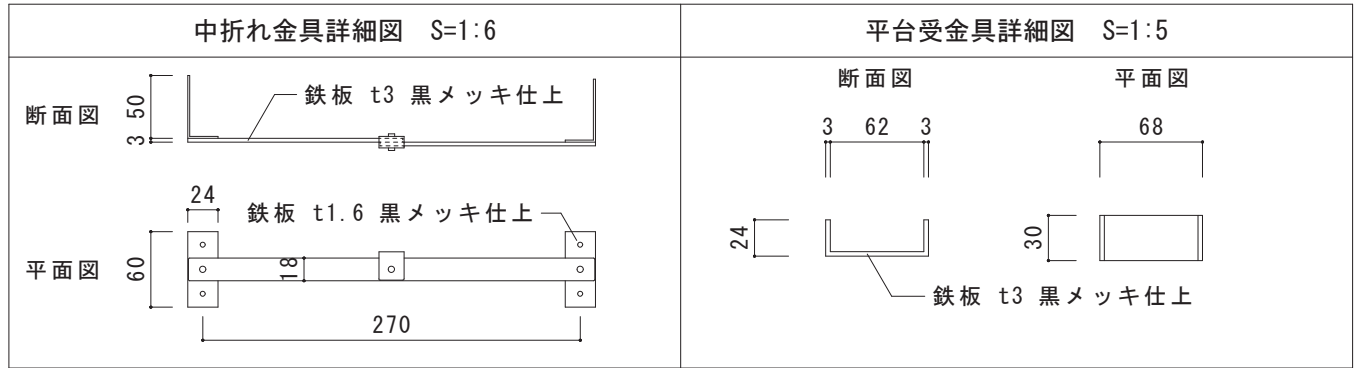 中折れ金具詳細図 S=1:6
断面図
50
3
鉄板 t3 黒メッキ仕上
平面図
24
60
18
鉄板 t1.6 黒メッキ仕上
270
平台受金具詳細図 S=1:5
断面図
3 62 3
24
鉄板 t3 黒メッキ仕上
平面図
68
30